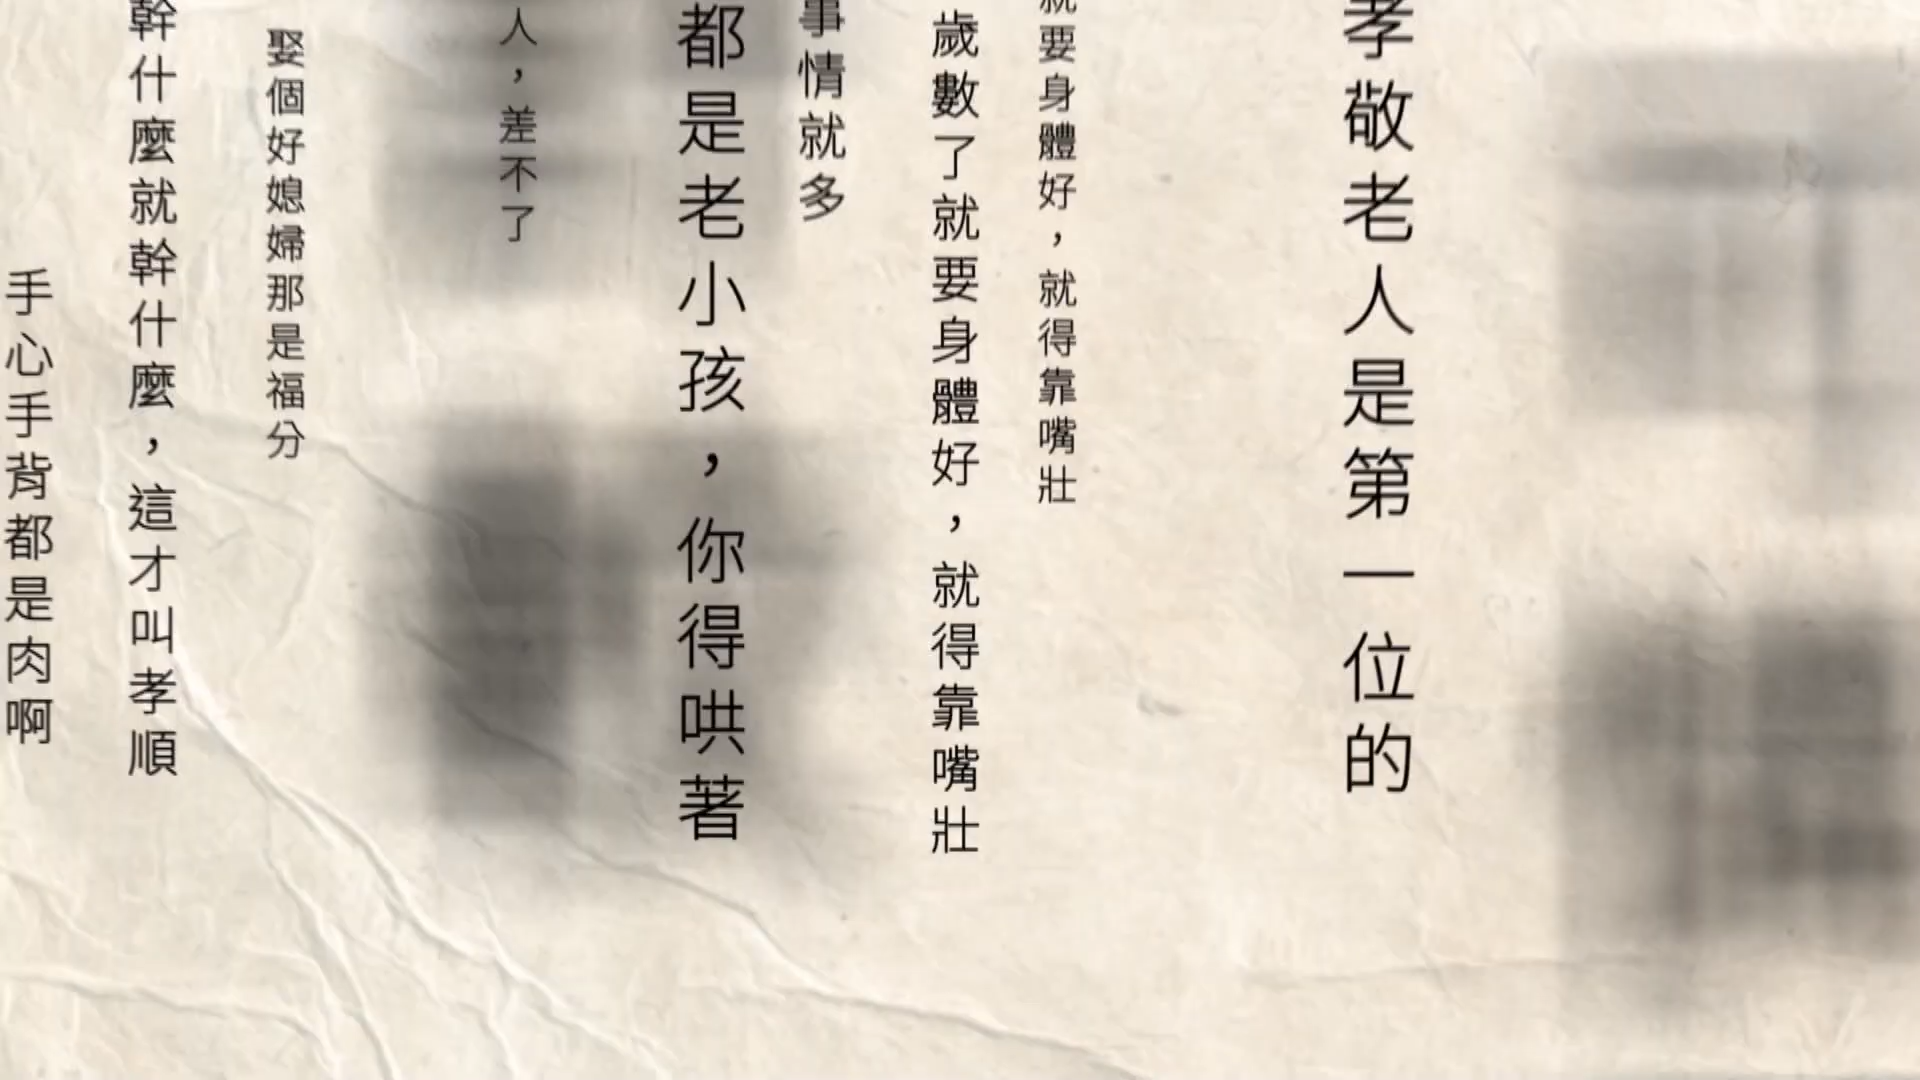 孝敬老人是第一位的
就要身體好，就得靠嘴壯
歲數了就要身體好，就得靠嘴壯
事情就多
都是老小孩，你得哄著
人，差不了
娶個好媳婦那是福分
幹什麼就幹什麼，這才叫孝順
手心手背都是肉啊